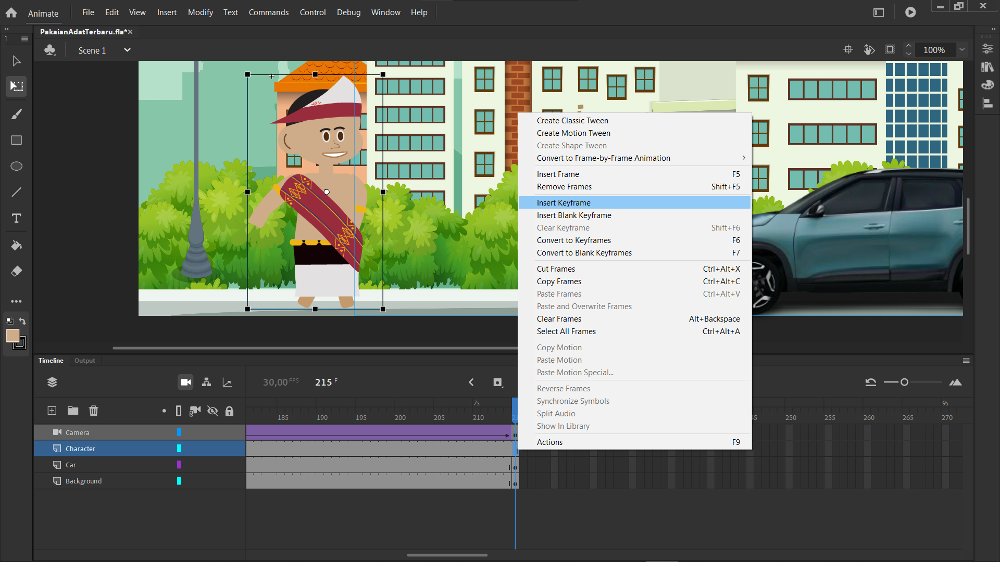 Animate File Edit View Insert Modify Text Commands Control Debug Window Help
PakaianAdatTerbaru.fla*
Scene 1 100%
Create Classic Tween
Create Motion Tween
Create Shape Tween
Convert to Frame-by-Frame Animation
Insert Frame F5
Remove Frames Shift+F5
Insert Keyframe
Insert Blank Keyframe
Clear Keyframe Shift+F6
Convert to Keyframes F6
Convert to Blank Keyframes F7
Cut Frames Ctrl+Alt+X
Copy Frames Ctrl+Alt+C
Paste Frames Ctrl+Alt+V
Paste and Overwrite Frames
Clear Frames Alt+Backspace
Select All Frames Ctrl+Alt+A
Copy Motion
Paste Motion
Paste Motion Special...
Reverse Frames
Synchronize Symbols
Split Audio
Show In Library
Actions F9
Timeline Output
30,00 FPS 215 F
7s 9s
185 190 195 200 205 210 250 255 260 265 270
Camera
Character
Car
Background